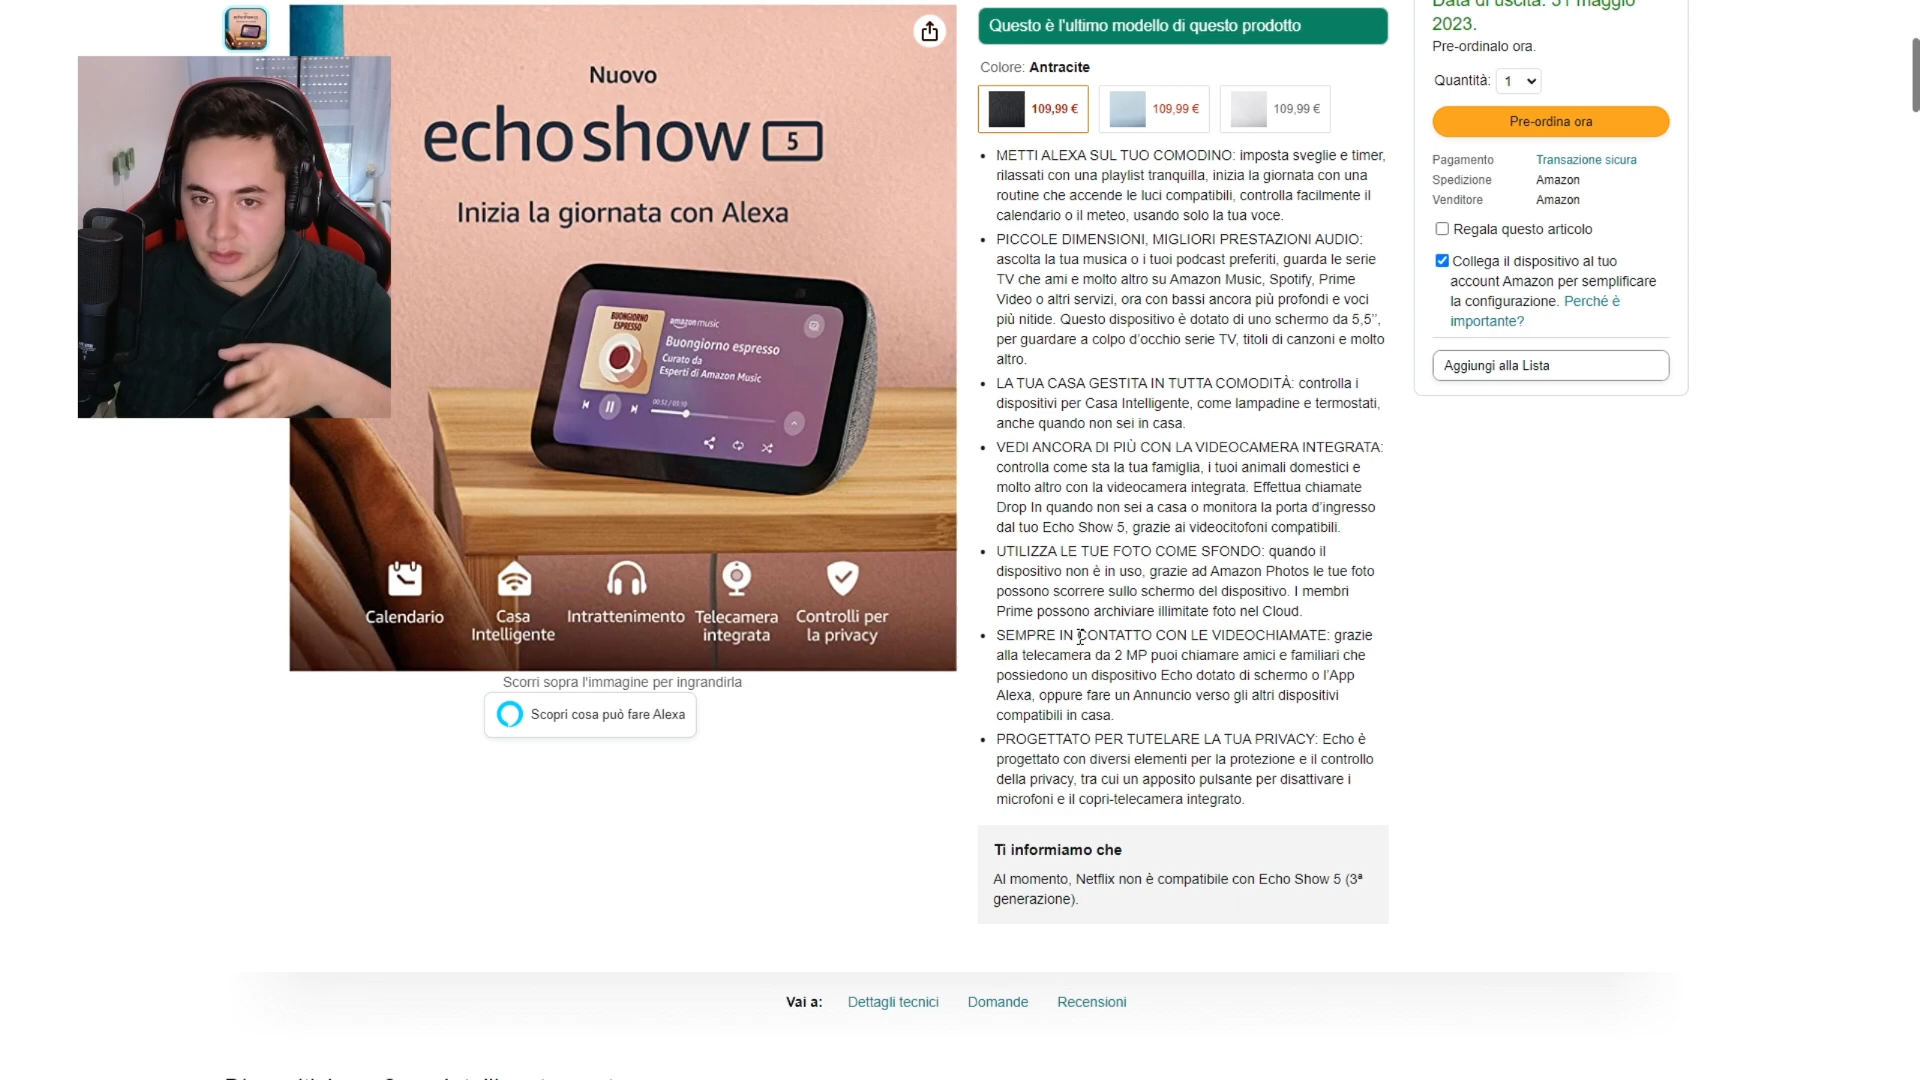 Nuovo
echo show 5
Inizia la giornata con Alexa
BUONGIORNO
ESPRESSO
amazon music
Buongiorno espresso
Curato da
Esperti di Amazon Music
Calendario
Casa
Intelligente
Intrattenimento
Telecamera
integrata
Controlli per
la privacy
Scorri sopra l'immagine per ingrandirla
Scopri cosa può fare Alexa
Questo è l'ultimo modello di questo prodotto
Colore: Antracite
109,99 €
109,99 €
109,99 €
• METTI ALEXA SUL TUO COMODINO: imposta sveglie e timer,
rilassati con una playlist tranquilla, inizia la giornata con una
routine che accende le luci compatibili, controlla facilmente il
calendario o il meteo, usando solo la tua voce.
• PICCOLE DIMENSIONI, MIGLIORI PRESTAZIONI AUDIO:
ascolta la tua musica o i tuoi podcast preferiti, guarda le serie
TV che ami e molto altro su Amazon Music, Spotify, Prime
Video o altri servizi, ora con bassi ancora più profondi e voci
più nitide. Questo dispositivo è dotato di uno schermo da 5,5’’,
per guardare a colpo d’occhio serie TV, titoli di canzoni e molto
altro.
• LA TUA CASA GESTITA IN TUTTA COMODITÀ: controlla i
dispositivi per Casa Intelligente, come lampadine e termostati,
anche quando non sei in casa.
• VEDI ANCORA DI PIÙ CON LA VIDEOCAMERA INTEGRATA:
controlla come sta la tua famiglia, i tuoi animali domestici e
molto altro con la videocamera integrata. Effettua chiamate
Drop In quando non sei a casa o monitora la porta d’ingresso
dal tuo Echo Show 5, grazie ai videocitofoni compatibili.
• UTILIZZA LE TUE FOTO COME SFONDO: quando il
dispositivo non è in uso, grazie ad Amazon Photos le tue foto
possono scorrere sullo schermo del dispositivo. I membri
Prime possono archiviare illimitate foto nel Cloud.
• SEMPRE IN CONTATTO CON LE VIDEOCHIAMATE: grazie
alla telecamera da 2 MP puoi chiamare amici e familiari che
possiedono un dispositivo Echo dotato di schermo o l’App
Alexa, oppure fare un Annuncio verso gli altri dispositivi
compatibili in casa.
• PROGETTATO PER TUTELARE LA TUA PRIVACY: Echo è
progettato con diversi elementi per la protezione e il controllo
della privacy, tra cui un apposito pulsante per disattivare i
microfoni e il copri-telecamera integrato.
Ti informiamo che
Al momento, Netflix non è compatibile con Echo Show 5 (3ª
generazione).
Data di uscita: 31 maggio
2023.
Pre-ordinalo ora.
Quantità: 1
Pre-ordina ora
Pagamento Transazione sicura
Spedizione Amazon
Venditore Amazon
Regala questo articolo
Collega il dispositivo al tuo
account Amazon per semplificare
la configurazione. Perché è
importante?
Aggiungi alla Lista
Vai a: Dettagli tecnici Domande Recensioni